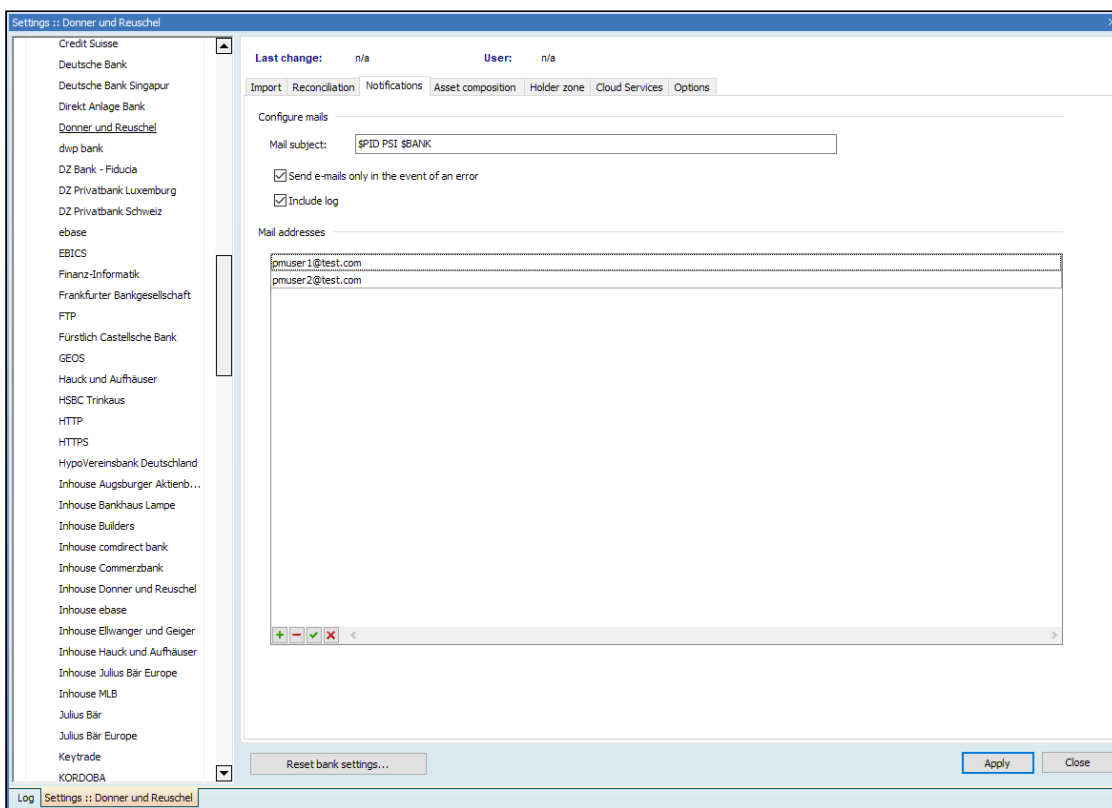 Settings :: Donner und Reuschel
Credit Suisse
Deutsche Bank
Deutsche Bank Singapur
Direkt Anlage Bank
Donner und Reuschel
dwp bank
DZ Bank - Fiducia
DZ Privatbank Luxemburg
DZ Privatbank Schweiz
ebase
EBICS
Finanz-Informatik
Frankfurter Bankgesellschaft
FTP
Fürstlich Castellsche Bank
GEOS
Hauck und Aufhäuser
HSBC Trinkaus
HTTP
HTTPS
HypoVereinsbank Deutschland
Inhouse Augsburger Aktienb...
Inhouse Bankhaus Lampe
Inhouse Builders
Inhouse comdirect bank
Inhouse Commerzbank
Inhouse Donner und Reuschel
Inhouse ebase
Inhouse Ellwanger und Geiger
Inhouse Hauck und Aufhäuser
Inhouse Julius Bär Europe
Inhouse MLB
Julius Bär
Julius Bär Europe
Keytrade
KORDOBA
Last change: n/a User: n/a
Import Reconciliation Notifications Asset composition Holder zone Cloud Services Options
Configure mails
Mail subject: $PID PSI $BANK
Send e-mails only in the event of an error
Include log
Mail addresses
pmuser1@test.com
pmuser2@test.com
Reset bank settings... Apply Close
Log Settings :: Donner und Reuschel